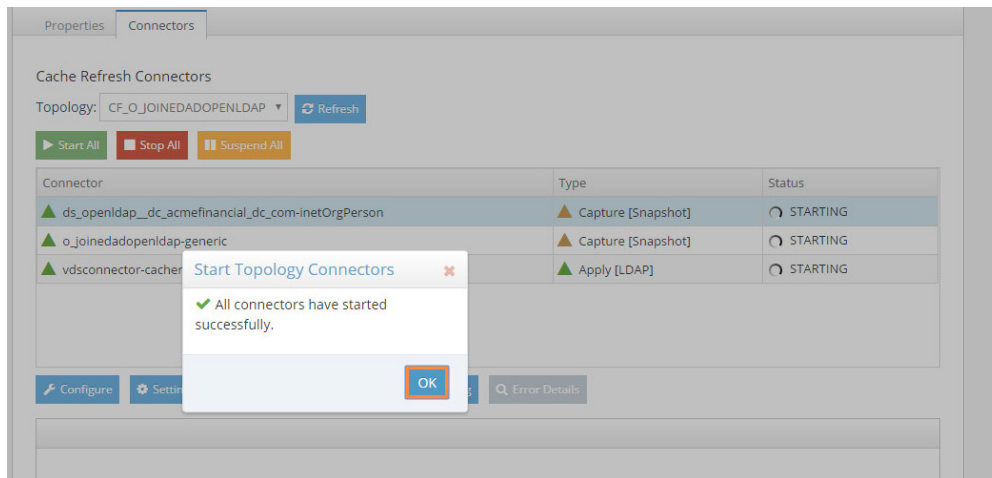 Properties Connectors
Cache Refresh Connectors
Topology: CF_O_JOINEDADOPENLDAP Refresh
Start All Stop All Suspend All
Connector Type Status
ds_openldap__dc_acmefinancial_dc_com-inetOrgPerson Capture [Snapshot] STARTING
o_joinedadopenldap-generic Capture [Snapshot] STARTING
vdsconnector-cacher Apply [LDAP] STARTING
Start Topology Connectors
All connectors have started
successfully.
OK
Configure Settin Error Details